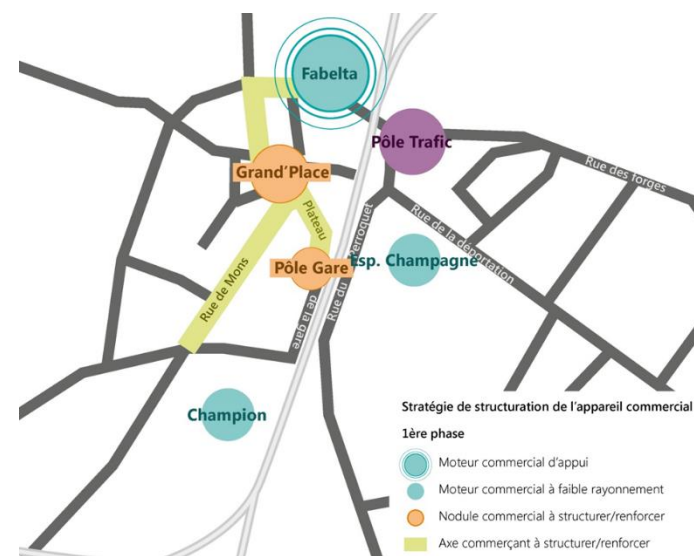 Fabelta
Pôle Trafic
Rue des forges
Grand'Place
Plateau
Rue de la déportation
Rue du Perroquet
Pôle Gare
Esp. Champagne
de la gare
Rue de Mons
Champion
Stratégie de structuration de l'appareil commercial
1ère phase
Moteur commercial d'appui
Moteur commercial à faible rayonnement
Nodule commercial à structurer/renforcer
Axe commerçant à structurer/renforcer